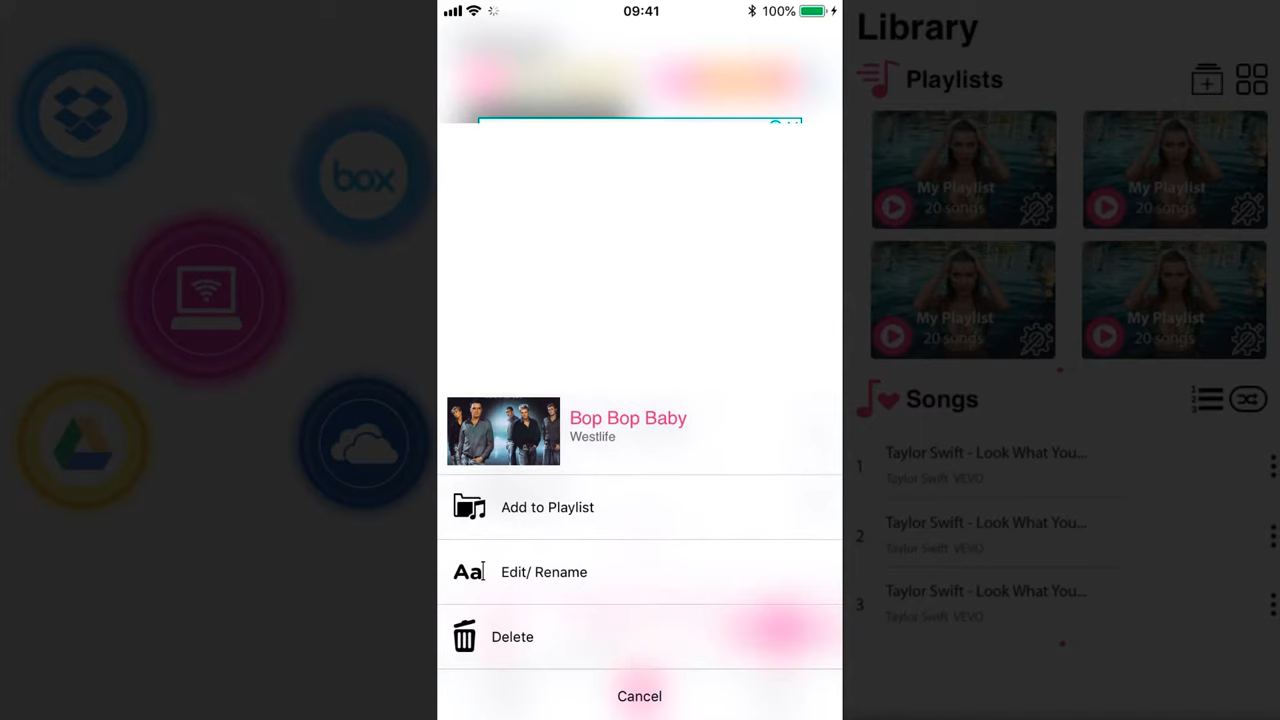 box
09:41
100%
Bop Bop Baby
Westlife
Add to Playlist
Aa Edit/ Rename
Delete
Cancel
Library
Playlists
My Playlist
20 songs
My Playlist
20 songs
My Playlist
20 songs
My Playlist
20 songs
Songs
1 Taylor Swift - Look What You...
Taylor Swift VEVO
2 Taylor Swift - Look What You...
Taylor Swift VEVO
3 Taylor Swift - Look What You...
Taylor Swift VEVO